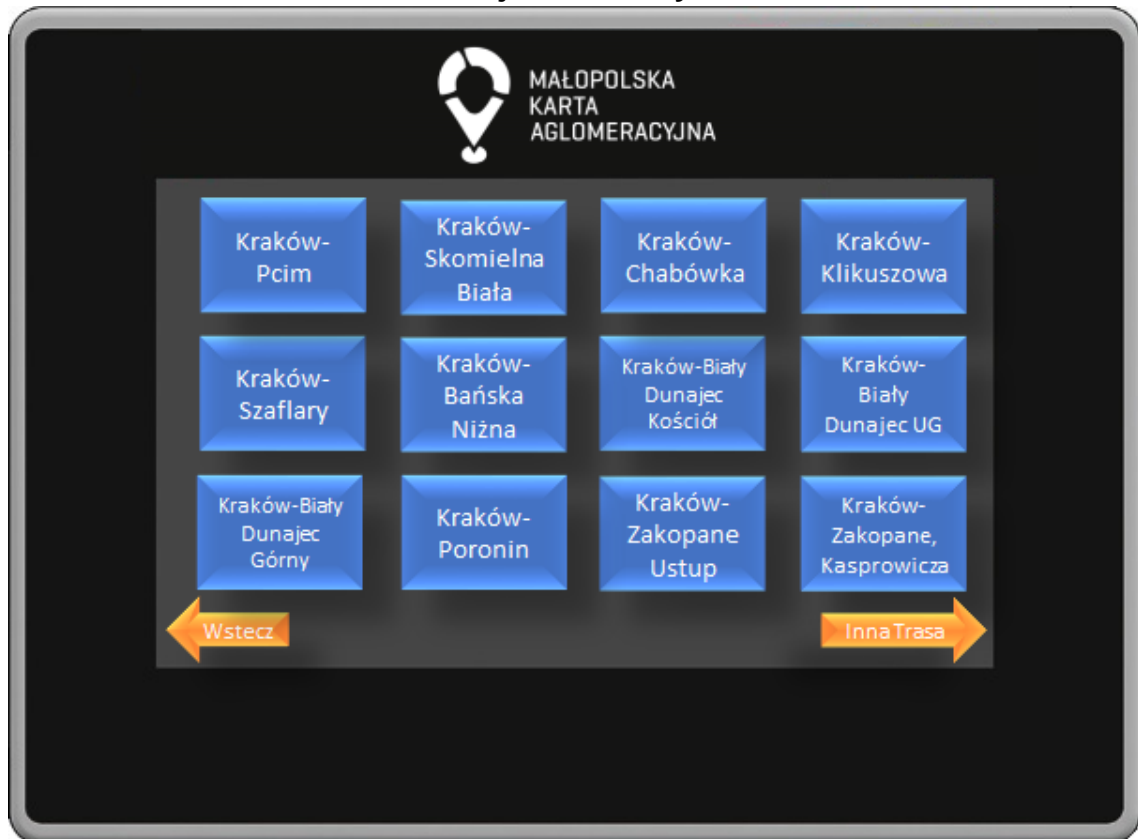 MAŁOPOLSKA
KARTA
AGLOMERACYJNA
Kraków-
Pcim
Kraków-
Skomielna
Biała
Kraków-
Chabówka
Kraków-
Klikuszowa
Kraków-
Szaflary
Kraków-
Bańska
Niżna
Kraków-Biały
Dunajec
Kościół
Kraków-
Biały
Dunajec UG
Kraków-Biały
Dunajec
Górny
Kraków-
Poronin
Kraków-
Zakopane
Ustup
Kraków-
Zakopane,
Kasprowicza
Wstecz
Inna Trasa